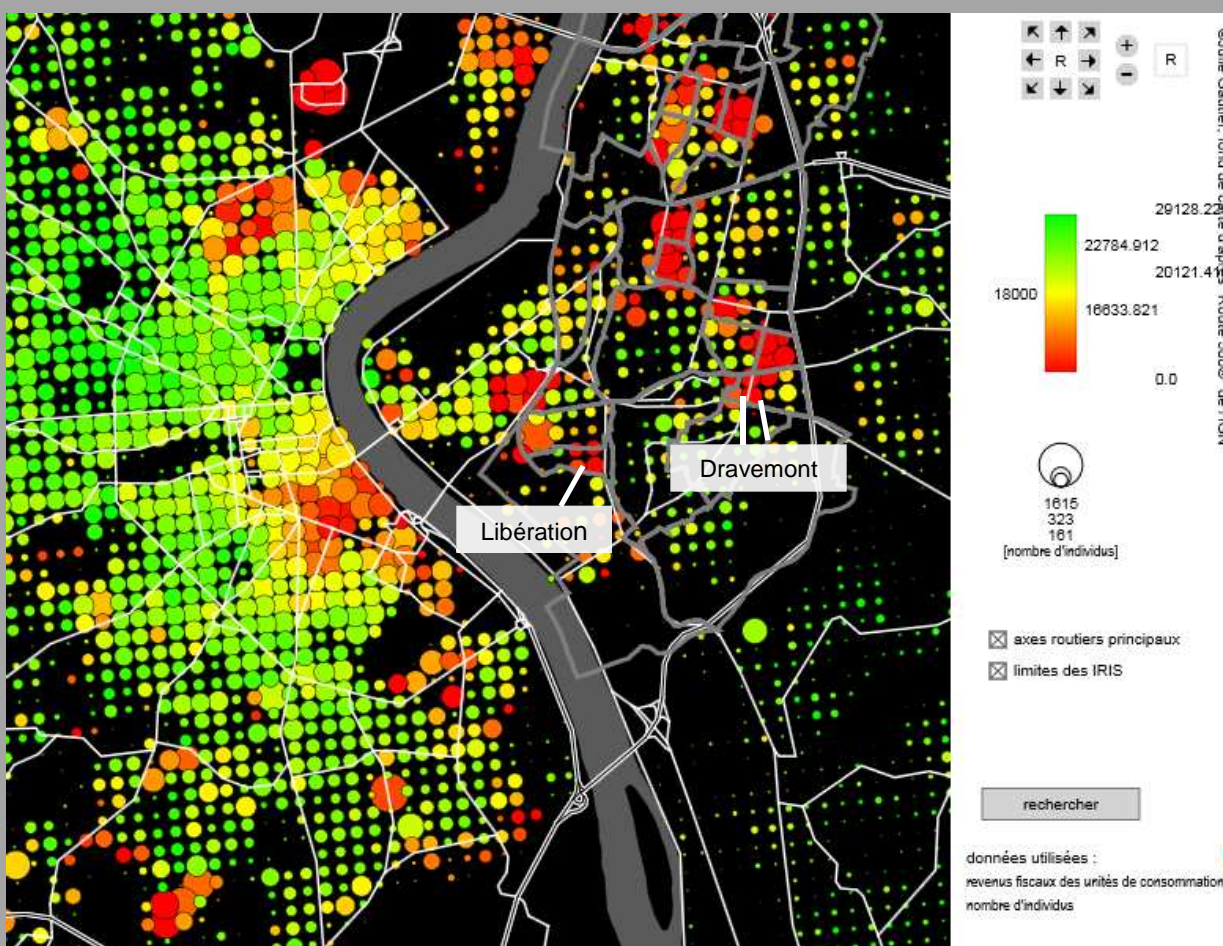 R
+
−
R
29128.22
22784.912
20121.41
18000
16633.821
0.0
1615
323
161
[nombre d'individus]
Dravemont
Libération
axes routiers principaux
limites des IRIS
rechercher
données utilisées :
revenus fiscaux des unités de consommation
nombre d'individus